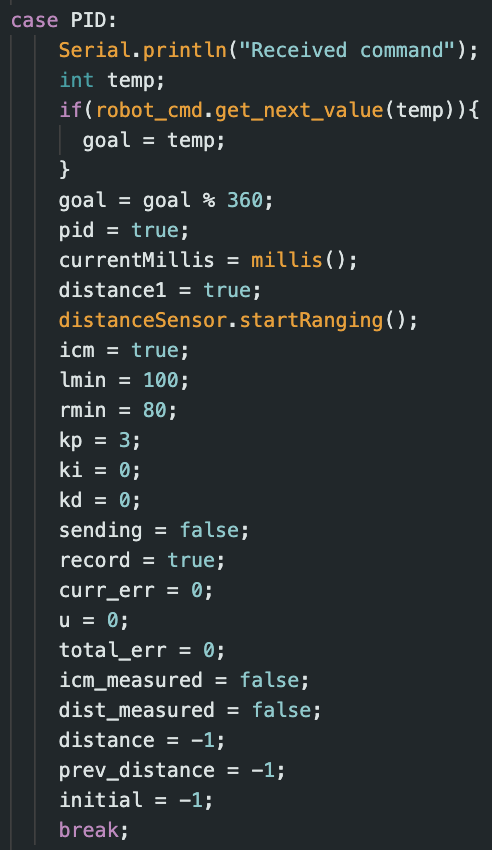 case PID:
Serial.println("Received command");
int temp;
if(robot_cmd.get_next_value(temp)){
goal = temp;
}
goal = goal % 360;
pid = true;
currentMillis = millis();
distance1 = true;
distanceSensor.startRanging();
icm = true;
lmin = 100;
rmin = 80;
kp = 3;
ki = 0;
kd = 0;
sending = false;
record = true;
curr_err = 0;
u = 0;
total_err = 0;
icm_measured = false;
dist_measured = false;
distance = -1;
prev_distance = -1;
initial = -1;
break;